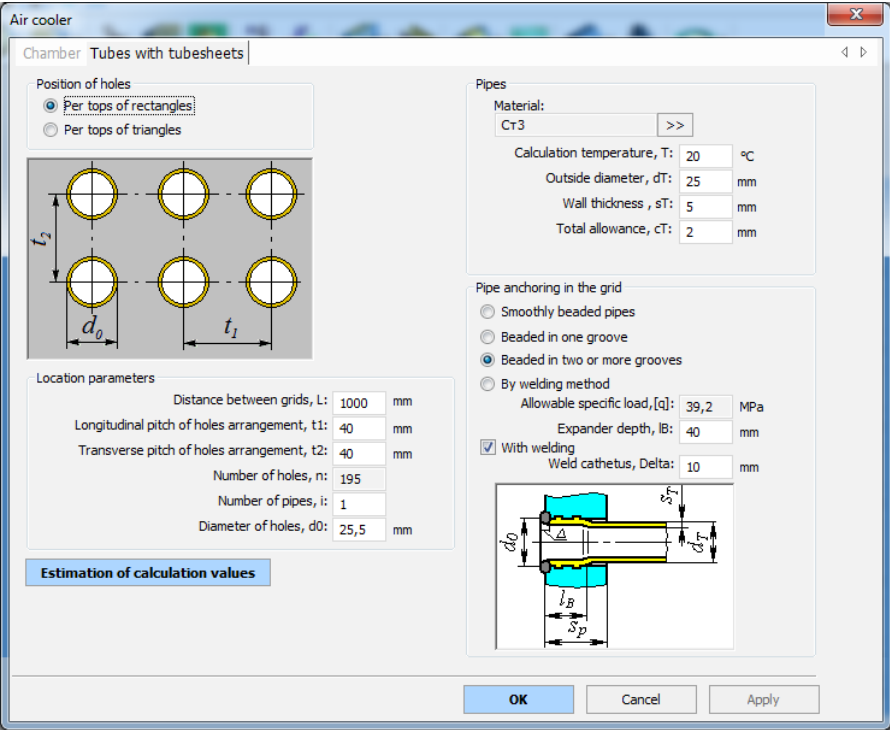 Air cooler
Chamber Tubes with tubesheets
Position of holes
Per tops of rectangles
Per tops of triangles
t2
d0
t1
Location parameters
Distance between grids, L: 1000 mm
Longitudinal pitch of holes arrangement, t1: 40 mm
Transverse pitch of holes arrangement, t2: 40 mm
Number of holes, n: 195
Number of pipes, i: 1
Diameter of holes, d0: 25,5 mm
Estimation of calculation values
Pipes
Material:
Ст3 >>
Calculation temperature, T: 20 ºC
Outside diameter, dT: 25 mm
Wall thickness , sT: 5 mm
Total allowance, cT: 2 mm
Pipe anchoring in the grid
Smoothly beaded pipes
Beaded in one groove
Beaded in two or more grooves
By welding method
Allowable specific load,[q]: 39,2 MPa
Expander depth, lB: 40 mm
With welding
Weld cathetus, Delta: 10 mm
sT
d0
Δ
dT
lB
sp
OK Cancel Apply